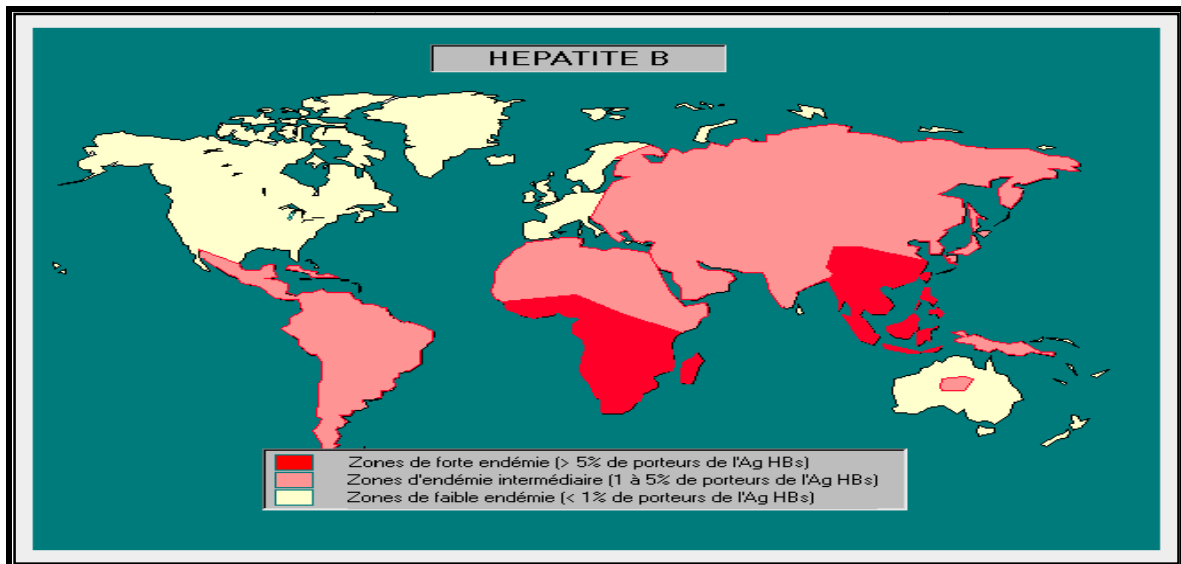 HEPATITE B
Zones de forte endémie (> 5% de porteurs de l'Ag HBs)
Zones d'endémie intermédiaire (1 à 5% de porteurs de l'Ag HBs)
Zones de faible endémie (< 1% de porteurs de l'Ag HBs)